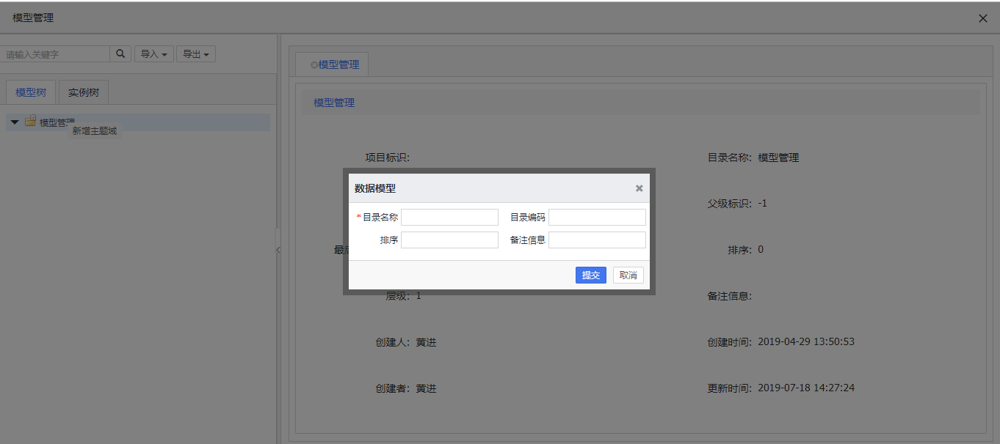 模型管理
请输入关键字
导入
导出
模型树
实例树
模型管理
新增主题域
模型管理
模型管理
项目标识:
目录名称: 模型管理
父级标识: -1
排序: 0
层级: 1
备注信息:
创建人: 黄进
创建时间: 2019-04-29 13:50:53
创建者: 黄进
更新时间: 2019-07-18 14:27:24
数据模型
*目录名称
目录编码
排序
备注信息
提交
取消